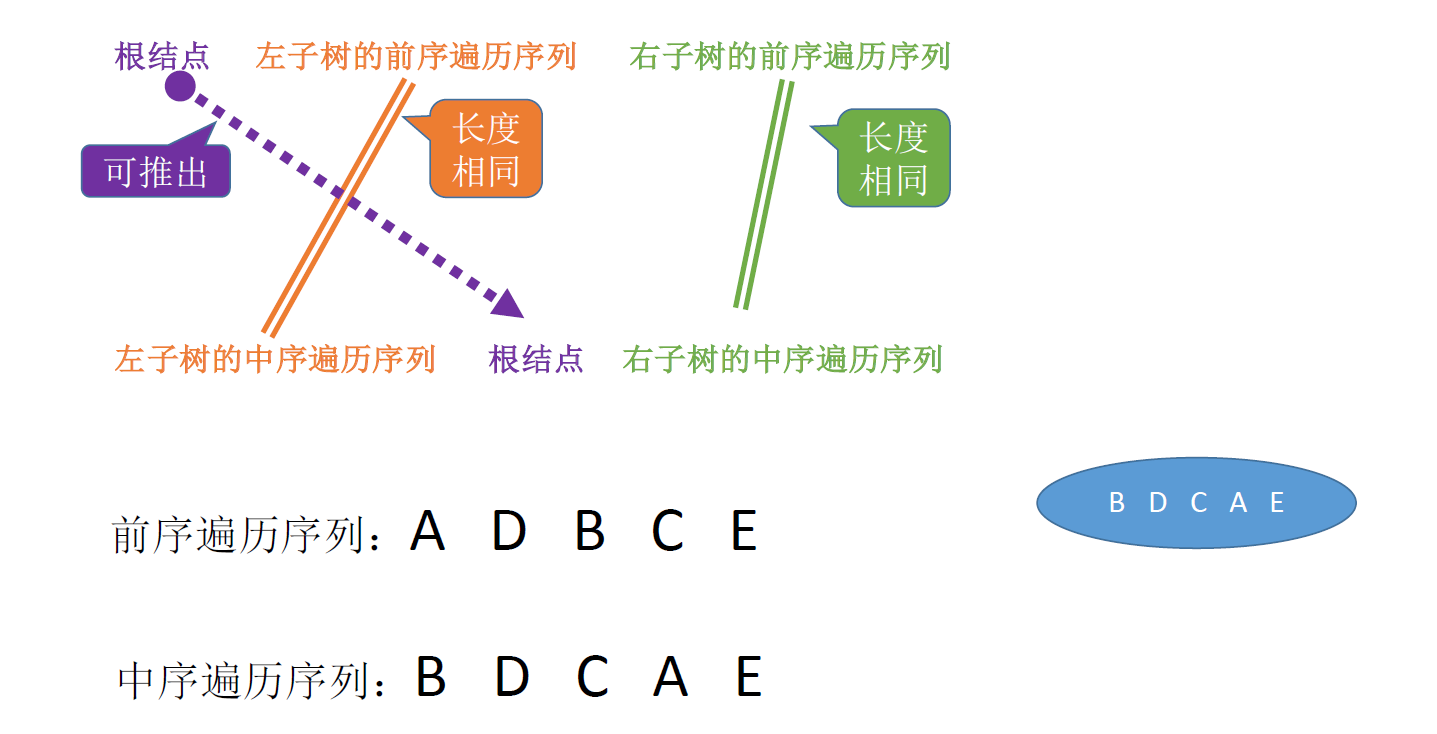 根结点 左子树的前序遍历序列 右子树的前序遍历序列
可推出
长度
相同
长度
相同
左子树的中序遍历序列 根结点 右子树的中序遍历序列
前序遍历序列：A D B C E
B D C A E
中序遍历序列：B D C A E